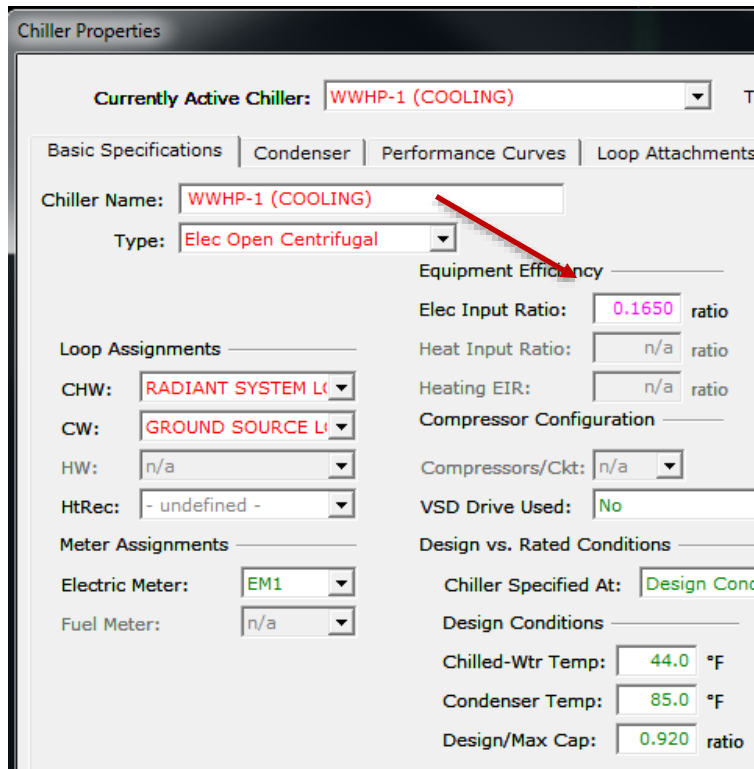 Chiller Properties
Currently Active Chiller: WWHP-1 (COOLING) T
Basic Specifications Condenser Performance Curves Loop Attachments
Chiller Name: WWHP-1 (COOLING)
Type: Elec Open Centrifugal
Equipment Efficiency
Elec Input Ratio: 0.1650 ratio
Loop Assignments Heat Input Ratio: n/a ratio
CHW: RADIANT SYSTEM L Heating EIR: n/a ratio
CW: GROUND SOURCE L Compressor Configuration
HW: n/a Compressors/Ckt: n/a
HtRec: - undefined - VSD Drive Used: No
Meter Assignments Design vs. Rated Conditions
Electric Meter: EM1 Chiller Specified At: Design Cond
Fuel Meter: n/a Design Conditions
Chilled-Wtr Temp: 44.0 °F
Condenser Temp: 85.0 °F
Design/Max Cap: 0.920 ratio